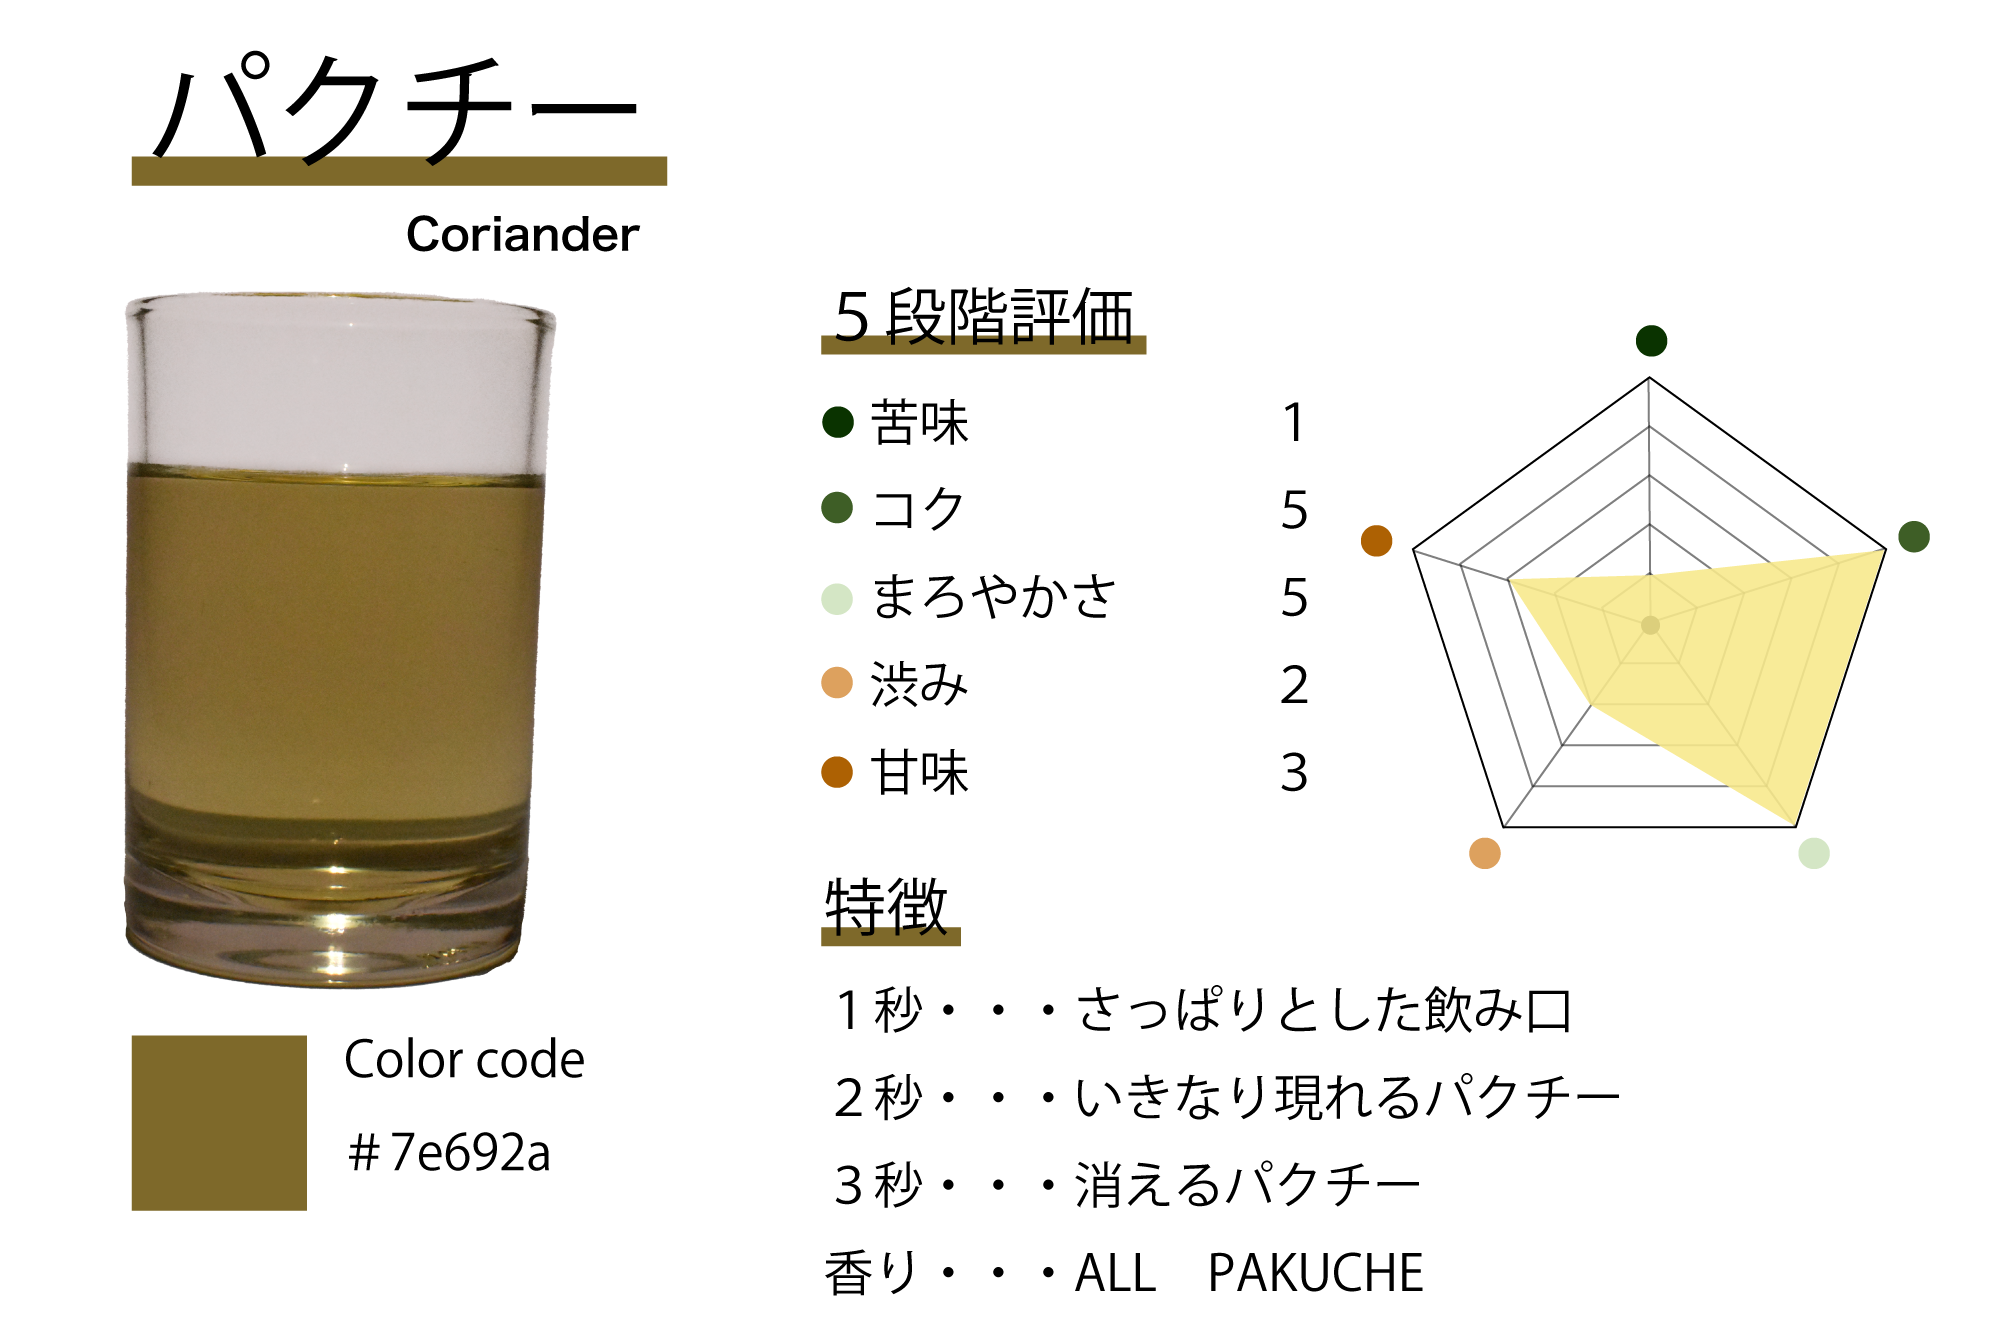 パクチー
Coriander
５段階評価
苦味 1
コク 5
まろやかさ 5
渋み 2
甘味 3
特徴
１秒・・・さっぱりとした飲み口
２秒・・・いきなり現れるパクチー
３秒・・・消えるパクチー
香り・・・ALL　PAKUCHE
Color code
＃7e692a